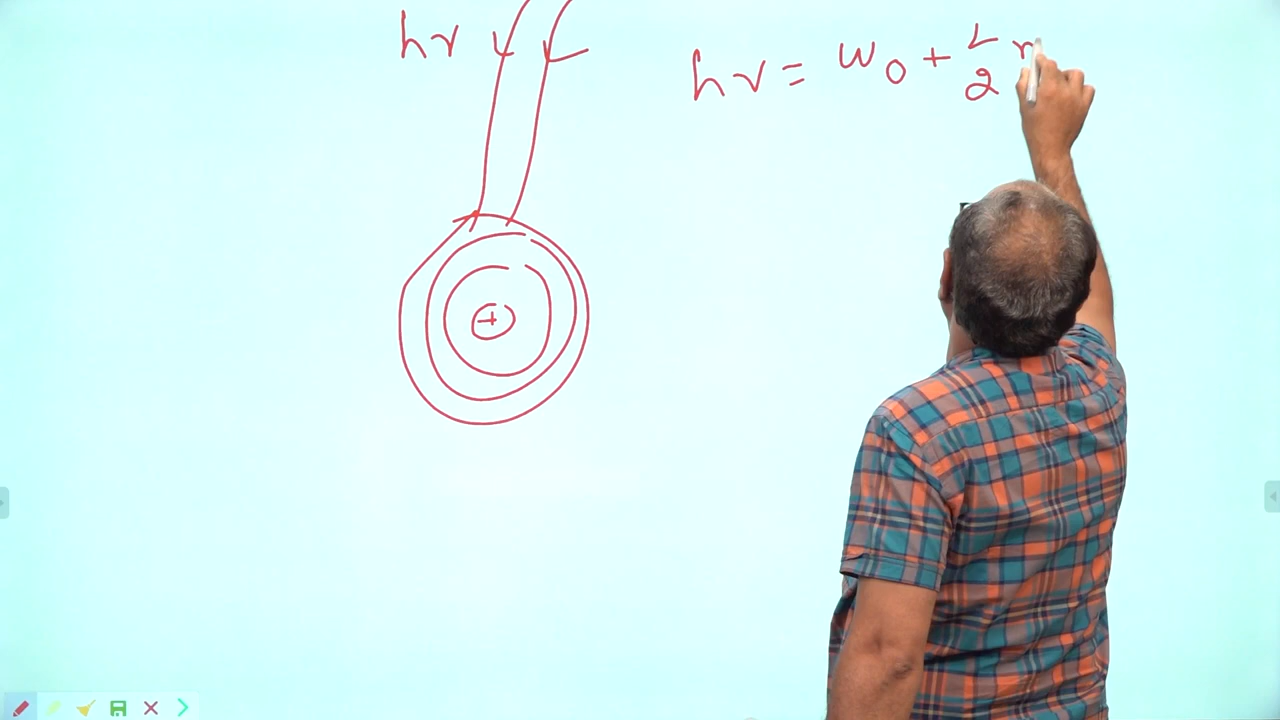 hν
hν = W₀ + 1/2 m
+